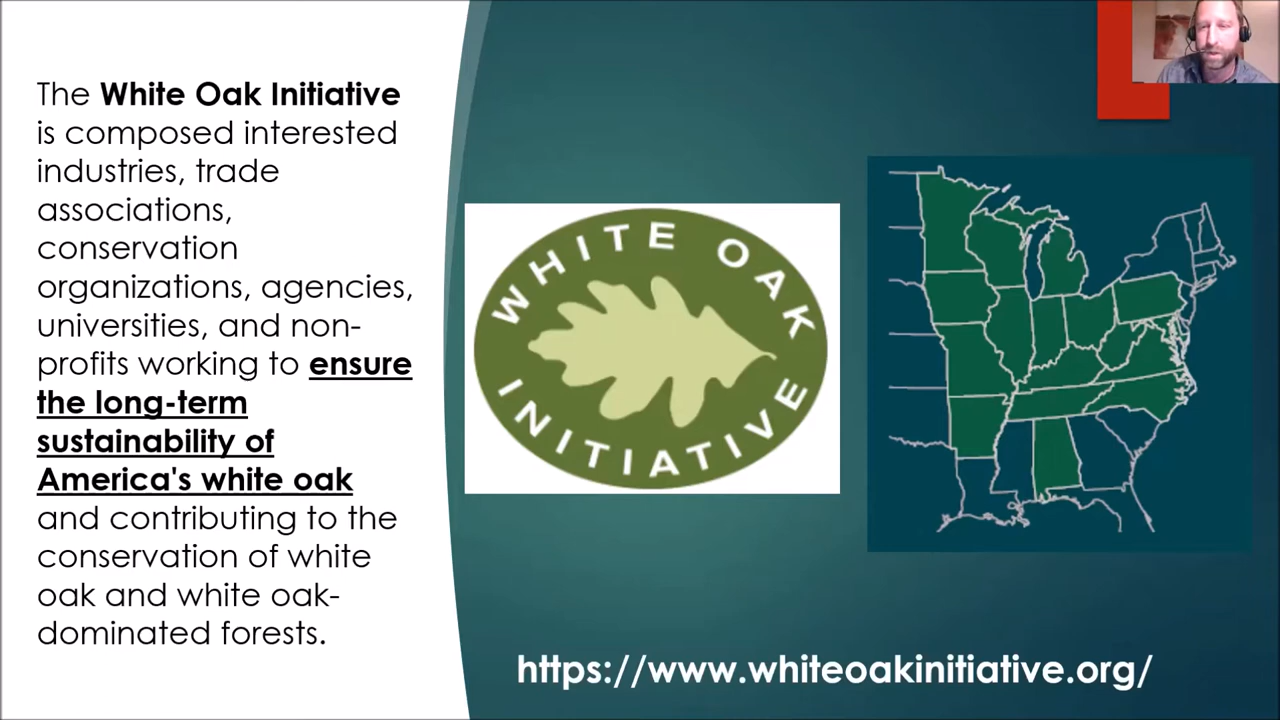 The White Oak Initiative
is composed interested
industries, trade
associations,
conservation
organizations, agencies,
universities, and non-
profits working to ensure
the long-term
sustainability of
America's white oak
and contributing to the
conservation of white
oak and white oak-
dominated forests.
WHITE OAK
INITIATIVE
https://www.whiteoakinitiative.org/